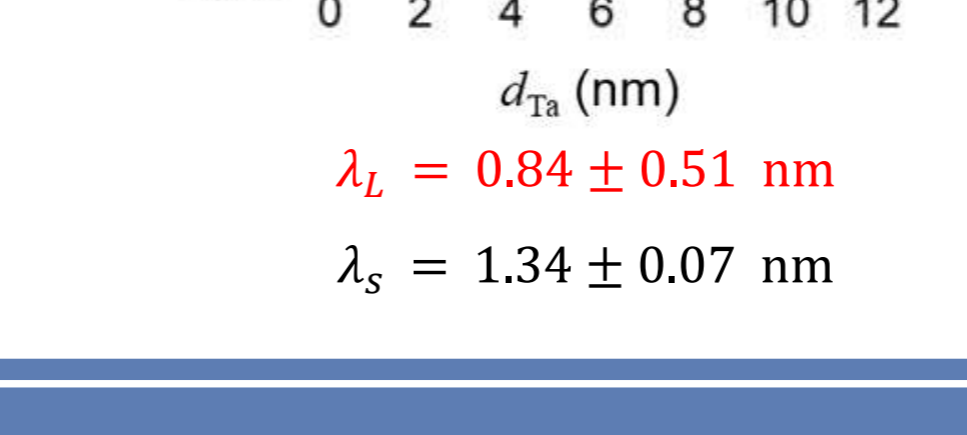 0 2 4 6 8 10 12
d_Ta (nm)
λ_L = 0.84 ± 0.51 nm
λ_s = 1.34 ± 0.07 nm